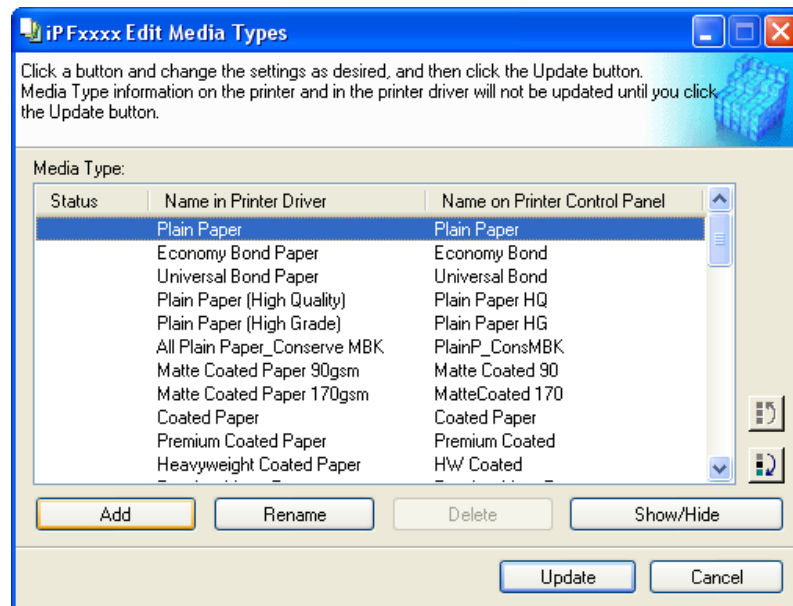 iPFxxxx Edit Media Types
Click a button and change the settings as desired, and then click the Update button.
Media Type information on the printer and in the printer driver will not be updated until you click
the Update button.
Media Type:
Status Name in Printer Driver Name on Printer Control Panel
Plain Paper Plain Paper
Economy Bond Paper Economy Bond
Universal Bond Paper Universal Bond
Plain Paper (High Quality) Plain Paper HQ
Plain Paper (High Grade) Plain Paper HG
All Plain Paper_Conserve MBK PlainP_ConsMBK
Matte Coated Paper 90gsm Matte Coated 90
Matte Coated Paper 170gsm MatteCoated 170
Coated Paper Coated Paper
Premium Coated Paper Premium Coated
Heavyweight Coated Paper HW Coated
Add Rename Delete Show/Hide
Update Cancel